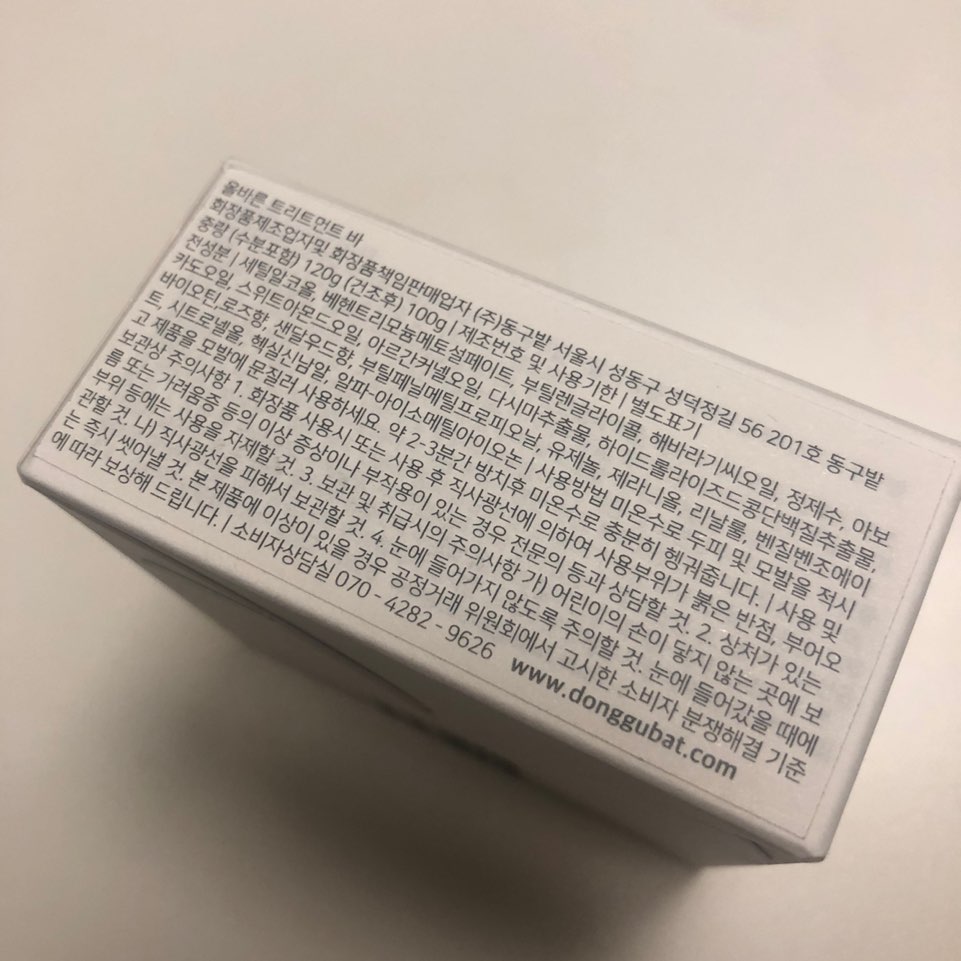 올바른 트리트먼트 바
화장품제조업자및 화장품책임판매업자 (주)동구밭 서울시 성동구 성덕정길 56 201호 동구밭
중량 (수분포함) 120g (건조후) 100g | 제조번호 및 사용기한 | 별도표기
전성분 | 세틸알코올, 베헨트리모늄메토설페이트, 부틸렌글라이콜, 해바라기씨오일, 정제수, 아보
카도오일, 스위트아몬드오일, 아르간커넬오일, 다시마추출물, 하이드롤라이즈드콩단백질추출물,
바이오틴,로즈향, 샌달우드향, 부틸페닐메틸프로피오날, 유제놀, 제라니올, 리날룰, 벤질벤조에이
트, 시트로넬올, 헥실신남알, 알파-아이소메틸아이오논 | 사용방법 미온수로 두피 및 모발을 적시
고 제품을 모발에 문질러 사용하세요. 약 2-3분간 방치후 미온수로 충분히 헹궈줍니다. | 사용 및
보관상 주의사항 1. 화장품 사용시 또는 사용 후 직사광선에 의하여 사용부위가 붉은 반점, 부어오
름 또는 가려움증 등의 이상 증상이나 부작용이 있는 경우 전문의 등과 상담할 것. 2. 상처가 있는
부위 등에는 사용을 자제할 것. 3. 보관 및 취급시의 주의사항 가) 어린이의 손이 닿지 않는 곳에 보
관할 것. 나) 직사광선을 피해서 보관할 것. 4. 눈에 들어가지 않도록 주의할 것. 눈에 들어갔을 때에
는 즉시 씻어낼 것. 본 제품에 이상이 있을 경우 공정거래 위원회에서 고시한 소비자 분쟁해결 기준
에 따라 보상해 드립니다. | 소비자상담실 070 - 4282 - 9626 www.donggubat.com